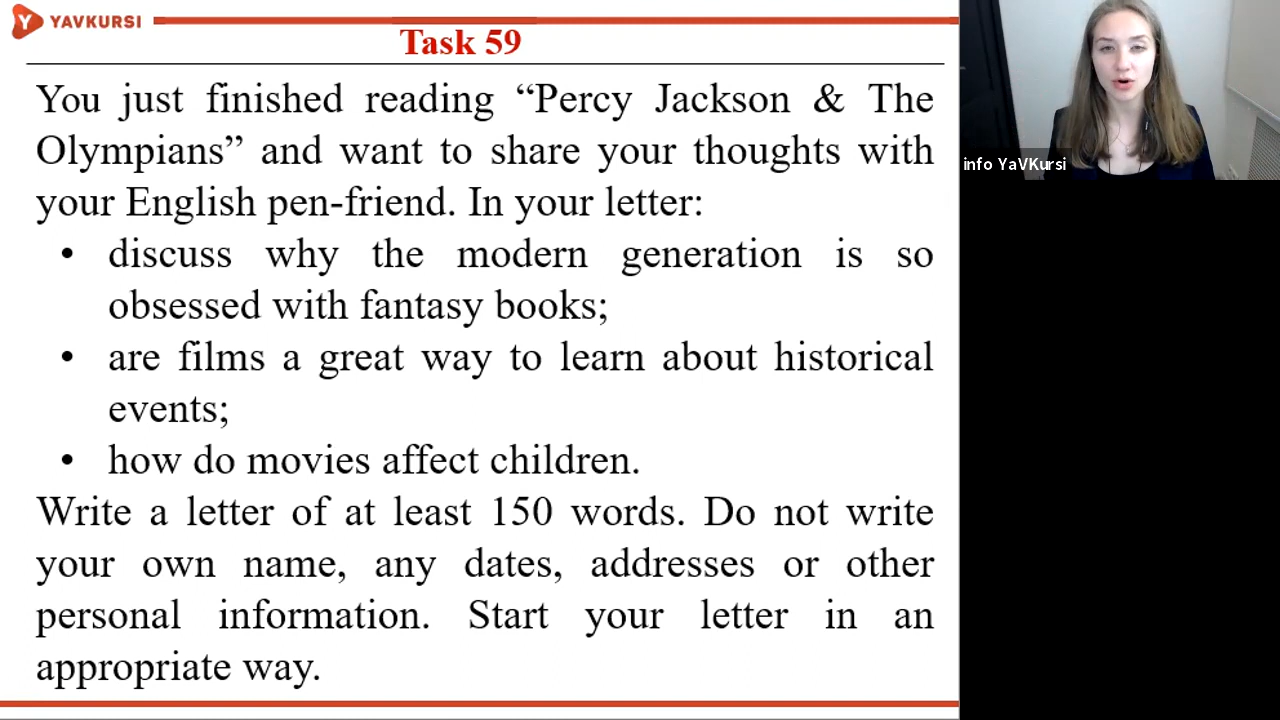 YAVKURSI
Task 59
You just finished reading “Percy Jackson & The
Olympians” and want to share your thoughts with
your English pen-friend. In your letter:
• discuss why the modern generation is so
obsessed with fantasy books;
• are films a great way to learn about historical
events;
• how do movies affect children.
Write a letter of at least 150 words. Do not write
your own name, any dates, addresses or other
personal information. Start your letter in an
appropriate way.
info YaVKursi